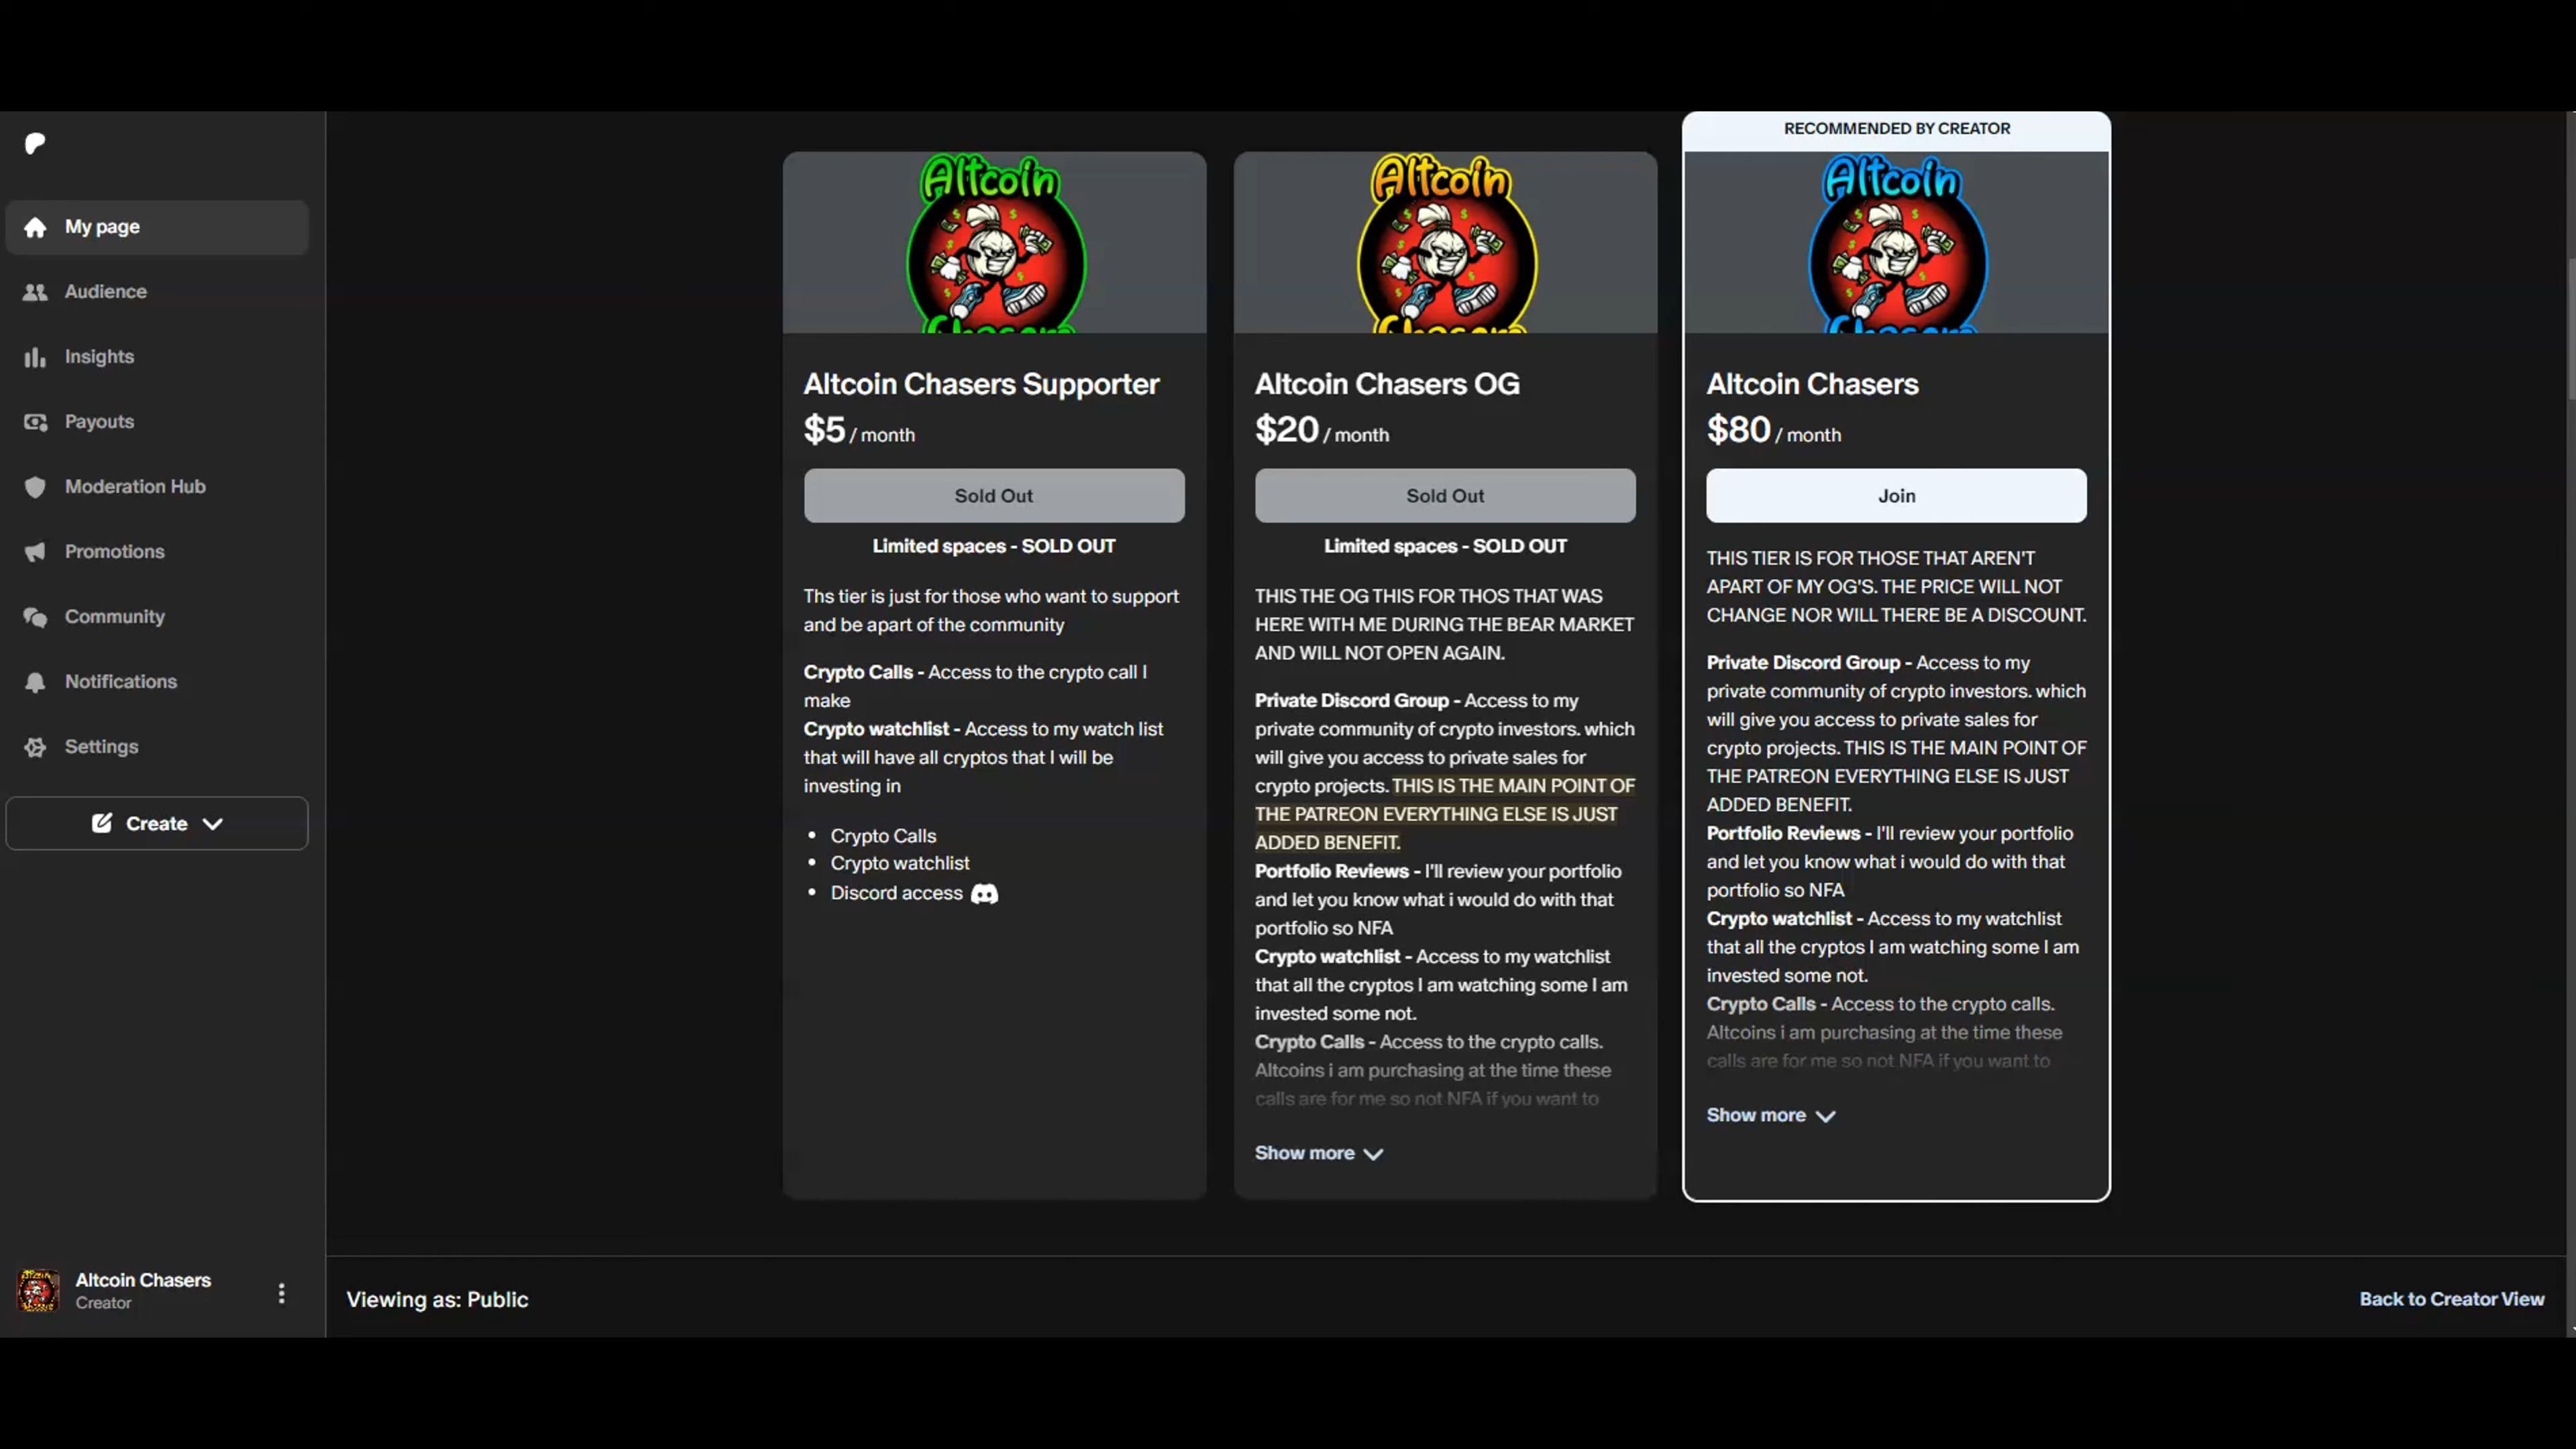 My page
Audience
Insights
Payouts
Moderation Hub
Promotions
Community
Notifications
Settings
Create
Altcoin Chasers
Creator
Altcoin
Chasers
Altcoin Chasers Supporter
$5 / month
Sold Out
Limited spaces - SOLD OUT
Ths tier is just for those who want to support
and be apart of the community
Crypto Calls - Access to the crypto call I
make
Crypto watchlist - Access to my watch list
that will have all cryptos that I will be
investing in
• Crypto Calls
• Crypto watchlist
• Discord access
Altcoin
Chasers
Altcoin Chasers OG
$20 / month
Sold Out
Limited spaces - SOLD OUT
THIS THE OG THIS FOR THOS THAT WAS
HERE WITH ME DURING THE BEAR MARKET
AND WILL NOT OPEN AGAIN.
Private Discord Group - Access to my
private community of crypto investors. which
will give you access to private sales for
crypto projects. THIS IS THE MAIN POINT OF
THE PATREON EVERYTHING ELSE IS JUST
ADDED BENEFIT.
Portfolio Reviews - I'll review your portfolio
and let you know what i would do with that
portfolio so NFA
Crypto watchlist - Access to my watchlist
that all the cryptos I am watching some I am
invested some not.
Crypto Calls - Access to the crypto calls.
Altcoins i am purchasing at the time these
calls are for me so not NFA if you want to
Show more
RECOMMENDED BY CREATOR
Altcoin
Chasers
Altcoin Chasers
$80 / month
Join
THIS TIER IS FOR THOSE THAT AREN'T
APART OF MY OG'S. THE PRICE WILL NOT
CHANGE NOR WILL THERE BE A DISCOUNT.
Private Discord Group - Access to my
private community of crypto investors. which
will give you access to private sales for
crypto projects. THIS IS THE MAIN POINT OF
THE PATREON EVERYTHING ELSE IS JUST
ADDED BENEFIT.
Portfolio Reviews - I'll review your portfolio
and let you know what i would do with that
portfolio so NFA
Crypto watchlist - Access to my watchlist
that all the cryptos I am watching some I am
invested some not.
Crypto Calls - Access to the crypto calls.
Altcoins i am purchasing at the time these
calls are for me so not NFA if you want to
Show more
Viewing as: Public
Back to Creator View